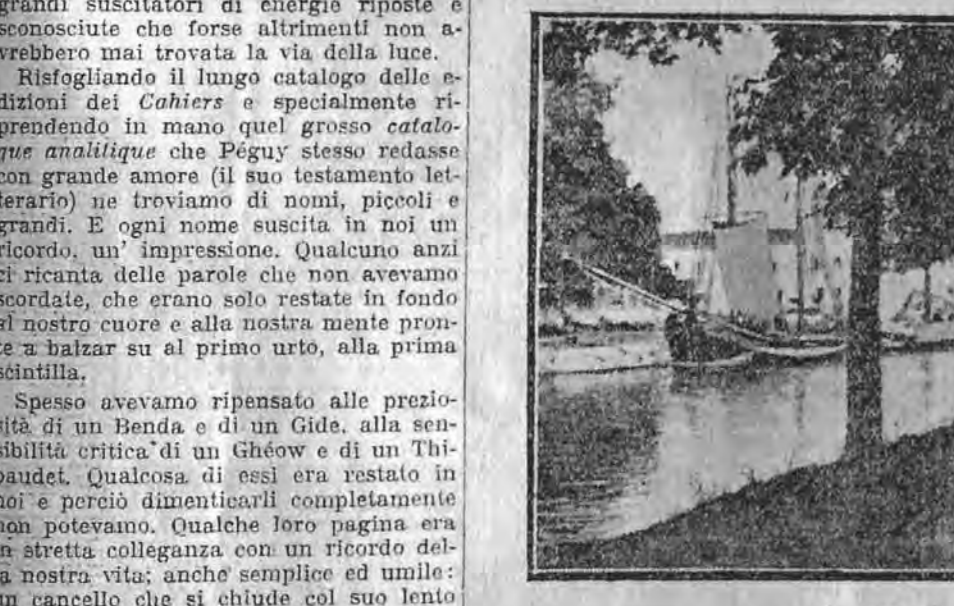 grandi suscitatori di energie riposte e
sconosciute che forse altrimenti non a-
vrebbero mai trovata la via della luce.
Risfogliando il lungo catalogo delle e-
dizioni dei Cahiers e specialmente ri-
prendendo in mano quel grosso catalo-
gue analitique che Péguy stesso redasse
con grande amore (il suo testamento let-
terario) ne troviamo di nomi, piccoli e
grandi. E ogni nome suscita in noi un
ricordo, un' impressione. Qualcuno anzi
ci ricanta delle parole che non avevamo
scordate, che erano solo restate in fondo
al nostro cuore e alla nostra mente pron-
te a balzar su al primo urto, alla prima
scintilla.
Spesso avevamo ripensato alle prezio-
sità di un Benda e di un Gide, alla sen-
sibilità critica di un Ghéow e di un Thi-
baudet. Qualcosa di essi era restato in
noi e perciò dimenticarli completamente
non potevamo. Qualche loro pagina era
in stretta colleganza con un ricordo del-
la nostra vita; anche semplice ed umile:
un cancello che si chiude col suo lento